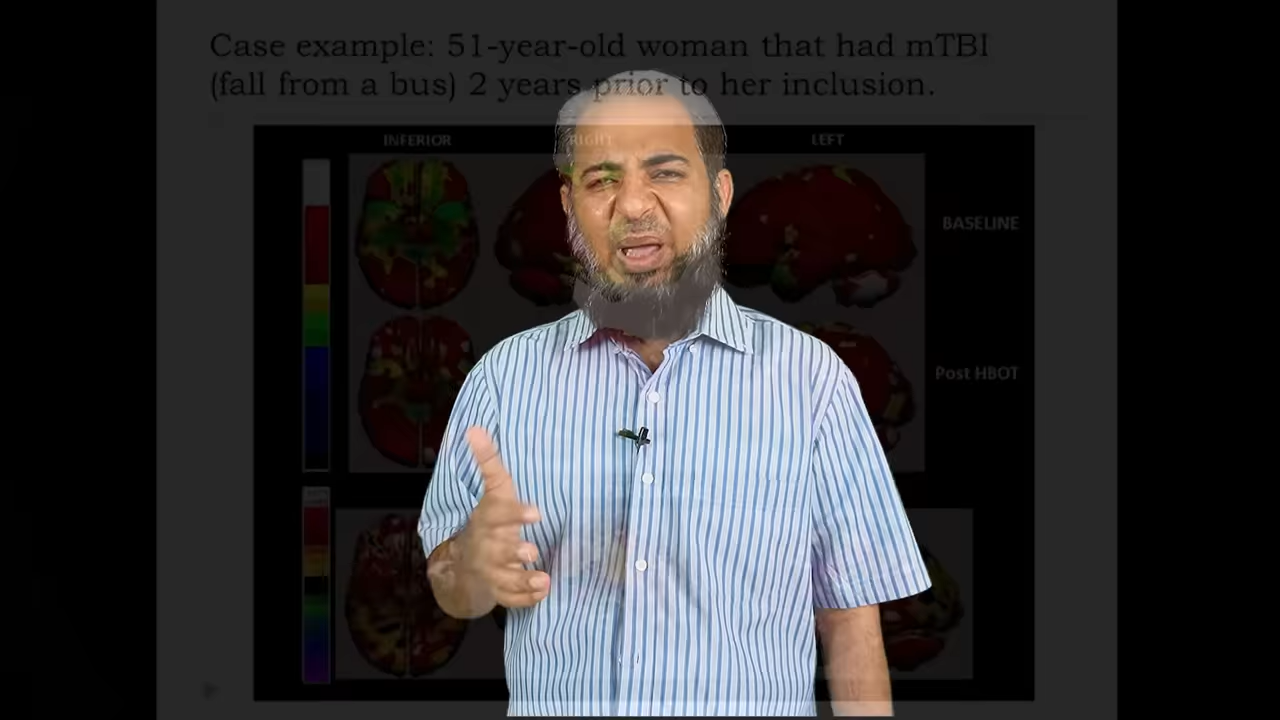 Case example: 51-year-old woman that had mTBI
(fall from a bus) 2 years prior to her inclusion.
INFERIOR RIGHT LEFT
BASELINE
Post HBOT